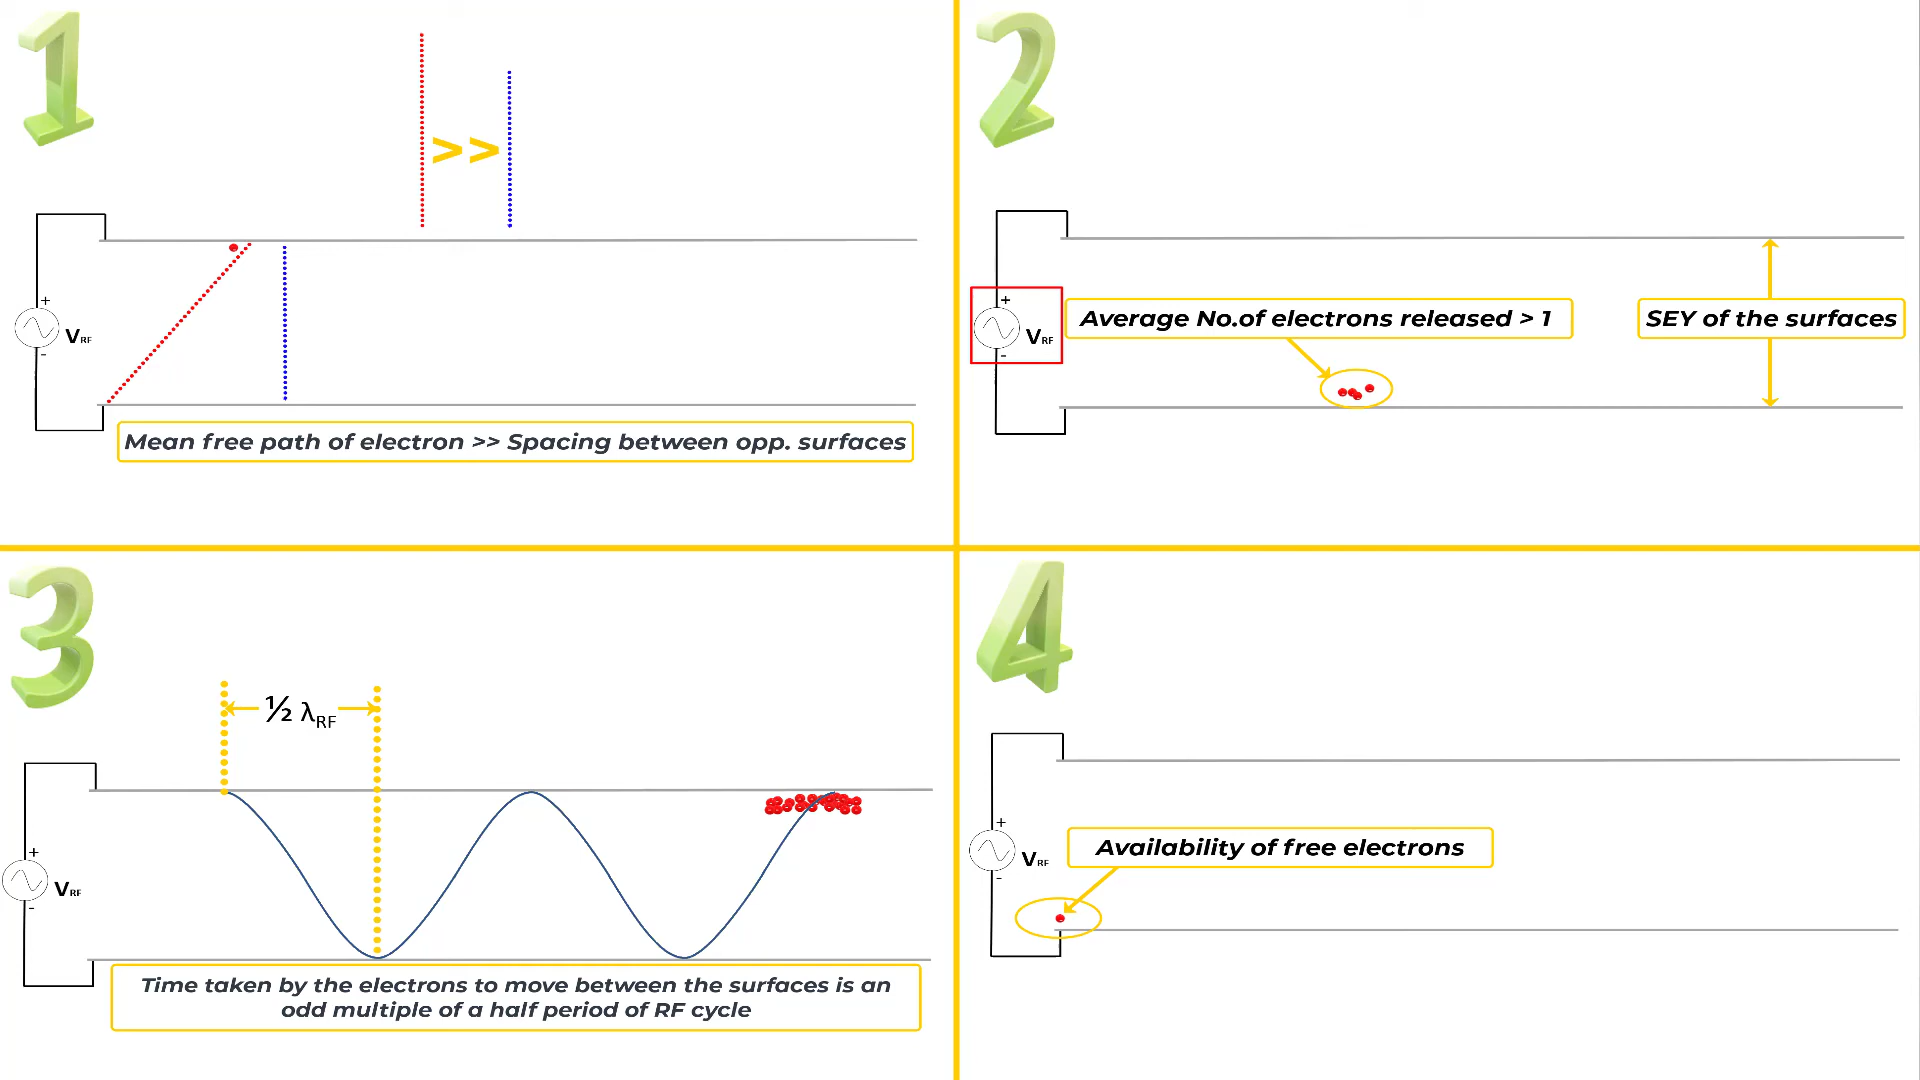 1
>>
+
VRF
-
Mean free path of electron >> Spacing between opp. surfaces
2
+
VRF
-
Average No.of electrons released > 1
SEY of the surfaces
3
½ λRF
+
VRF
-
Time taken by the electrons to move between the surfaces is an
odd multiple of a half period of RF cycle
4
+
VRF
-
Availability of free electrons